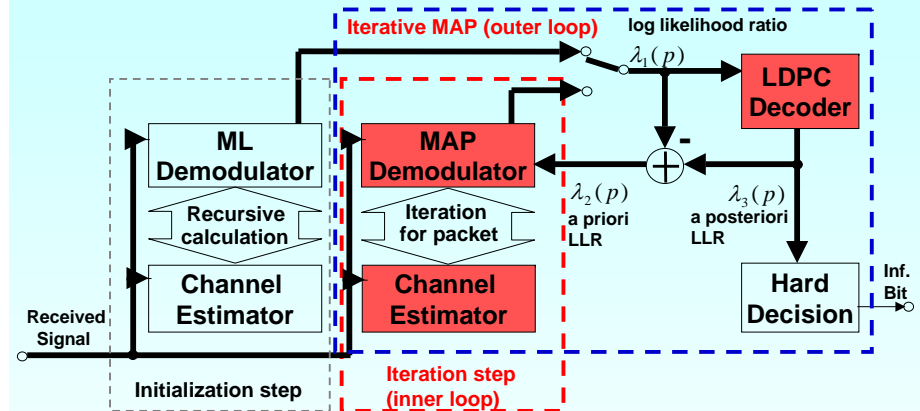 Iterative MAP (outer loop)
log likelihood ratio
λ₁(p)
LDPC
Decoder
ML
Demodulator
MAP
Demodulator
-
+
λ₂(p)
a priori
LLR
λ₃(p)
a posteriori
LLR
Recursive
calculation
Iteration
for packet
Channel
Estimator
Channel
Estimator
Hard
Decision
Inf.
Bit
Received
Signal
Initialization step
Iteration step
(inner loop)